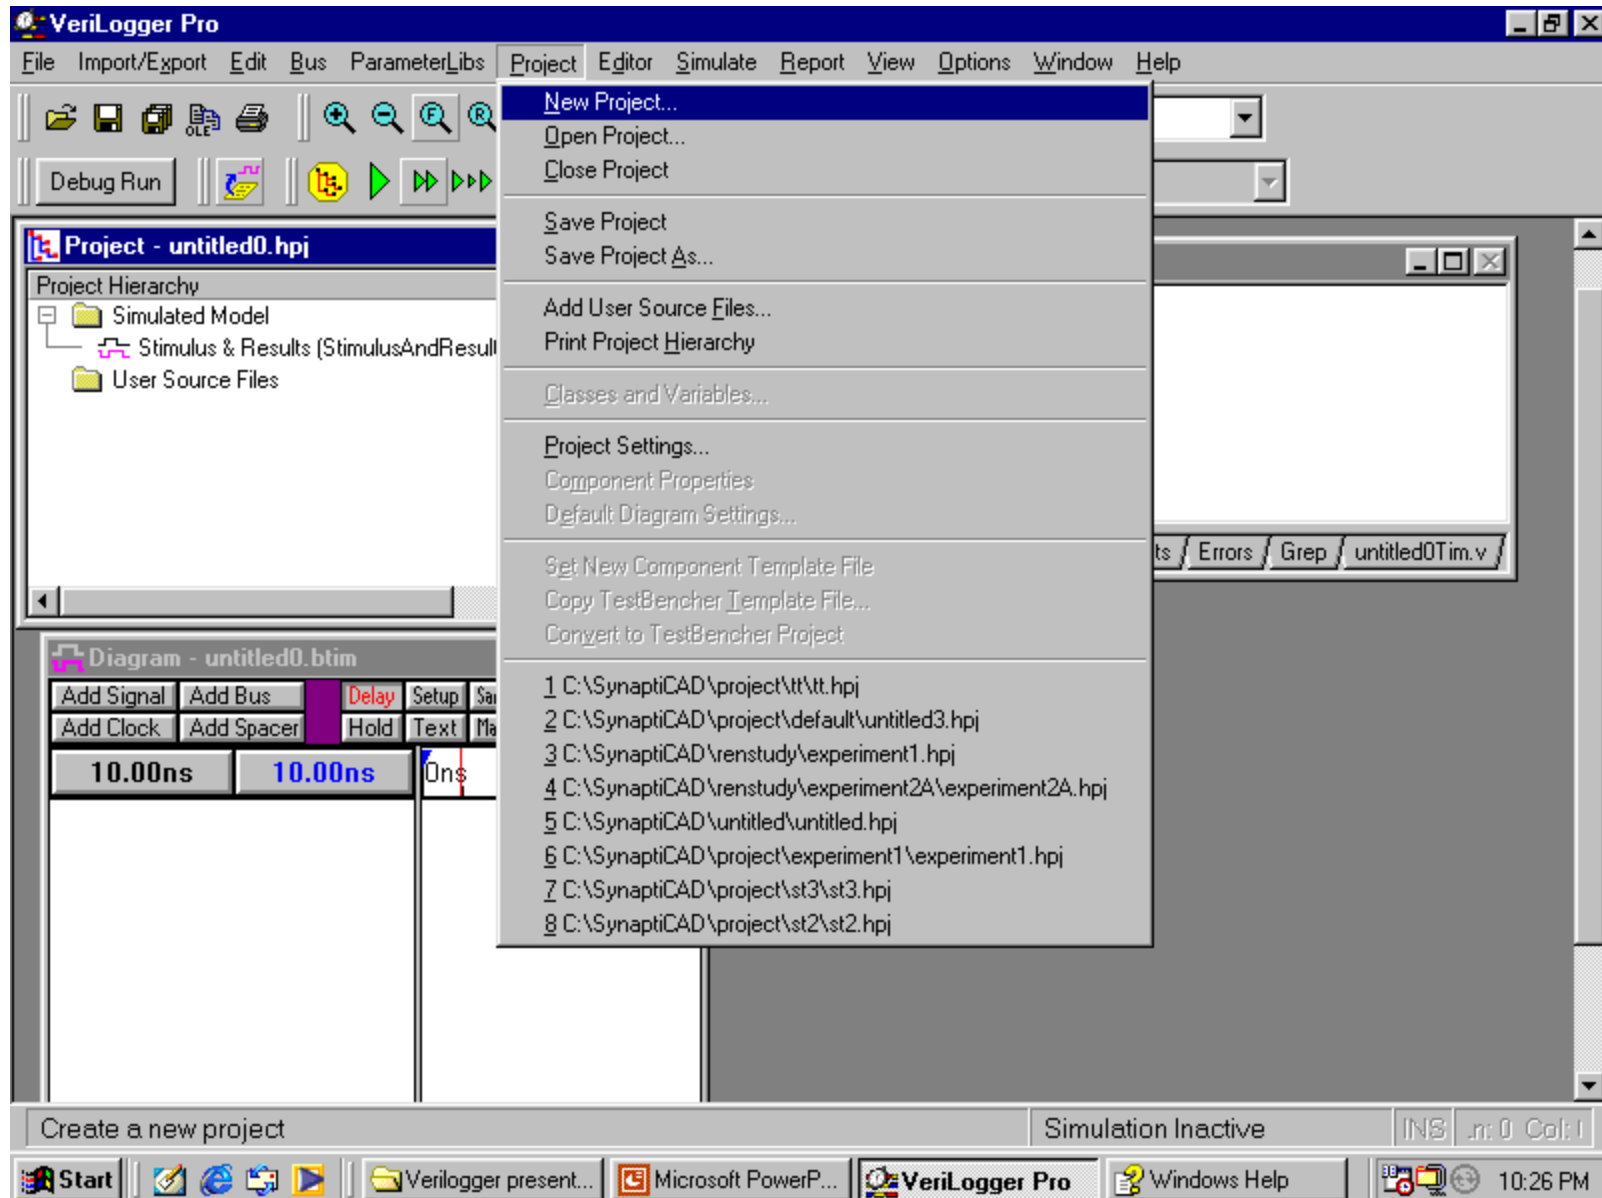 VeriLogger Pro
File Import/Export Edit Bus ParameterLibs Project Editor Simulate Report View Options Window Help
OLE
F
R
Debug Run
New Project...
Open Project...
Close Project
Save Project
Save Project As...
Add User Source Files...
Print Project Hierarchy
Classes and Variables...
Project Settings...
Component Properties
Default Diagram Settings...
Set New Component Template File
Copy TestBencher Template File...
Convert to TestBencher Project
1 C:\SynaptiCAD\project\tt\tt.hpj
2 C:\SynaptiCAD\project\default\untitled3.hpj
3 C:\SynaptiCAD\renstudy\experiment1.hpj
4 C:\SynaptiCAD\renstudy\experiment2A\experiment2A.hpj
5 C:\SynaptiCAD\untitled\untitled.hpj
6 C:\SynaptiCAD\project\experiment1\experiment1.hpj
7 C:\SynaptiCAD\project\st3\st3.hpj
8 C:\SynaptiCAD\project\st2\st2.hpj
Project - untitled0.hpj
Project Hierarchy
Simulated Model
Stimulus & Results (StimulusAndResul
User Source Files
ts Errors Grep untitled0Tim.v
Diagram - untitled0.btim
Add Signal Add Bus Delay Setup Sa
Add Clock Add Spacer Hold Text Ma
10.00ns 10.00ns 0ns
Create a new project Simulation Inactive INS .n: 0 Col:
Start Verilogger present... Microsoft PowerP... VeriLogger Pro Windows Help 10:26 PM